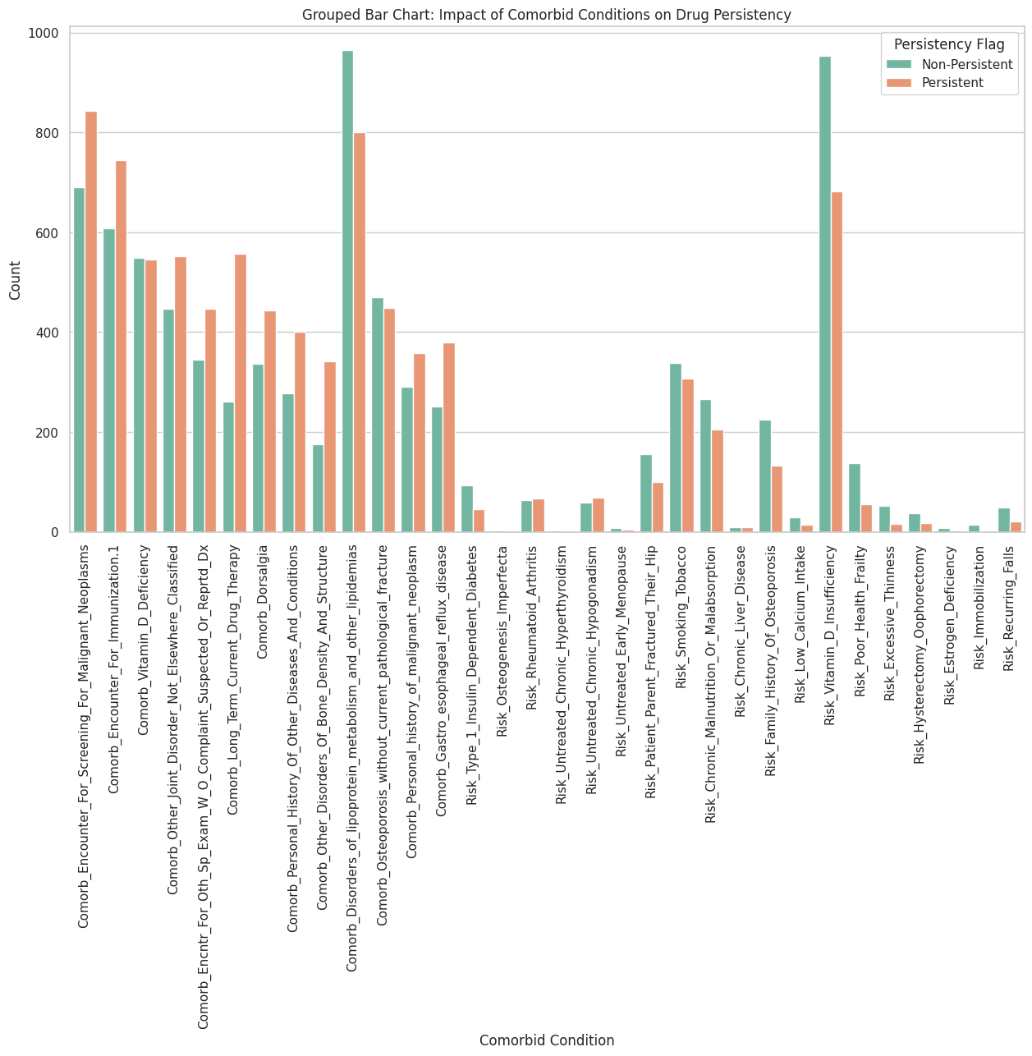 Grouped Bar Chart: Impact of Comorbid Conditions on Drug Persistency
Persistency Flag
Non-Persistent
Persistent
Count
1000
800
600
400
200
0
Comorb_Encounter_For_Screening_For_Malignant_Neoplasms
Comorb_Encounter_For_Immunization.1
Comorb_Vitamin_D_Deficiency
Comorb_Other_Joint_Disorder_Not_Elsewhere_Classified
Comorb_Encntr_For_Oth_Sp_Exam_W_O_Complaint_Suspected_Or_Reprtd_Dx
Comorb_Long_Term_Current_Drug_Therapy
Comorb_Dorsalgia
Comorb_Personal_History_Of_Other_Diseases_And_Conditions
Comorb_Other_Disorders_Of_Bone_Density_And_Structure
Comorb_Disorders_of_lipoprotein_metabolism_and_other_lipidemias
Comorb_Osteoporosis_without_current_pathological_fracture
Comorb_Personal_history_of_malignant_neoplasm
Comorb_Gastro_esophageal_reflux_disease
Risk_Type_1_Insulin_Dependent_Diabetes
Risk_Osteogenesis_Imperfecta
Risk_Rheumatoid_Arthritis
Risk_Untreated_Chronic_Hyperthyroidism
Risk_Untreated_Chronic_Hypogonadism
Risk_Untreated_Early_Menopause
Risk_Patient_Parent_Fractured_Their_Hip
Risk_Smoking_Tobacco
Risk_Chronic_Malnutrition_Or_Malabsorption
Risk_Chronic_Liver_Disease
Risk_Family_History_Of_Osteoporosis
Risk_Low_Calcium_Intake
Risk_Vitamin_D_Insufficiency
Risk_Poor_Health_Frailty
Risk_Excessive_Thinness
Risk_Hysterectomy_Oophorectomy
Risk_Estrogen_Deficiency
Risk_Immobilization
Risk_Recurring_Falls
Comorbid Condition